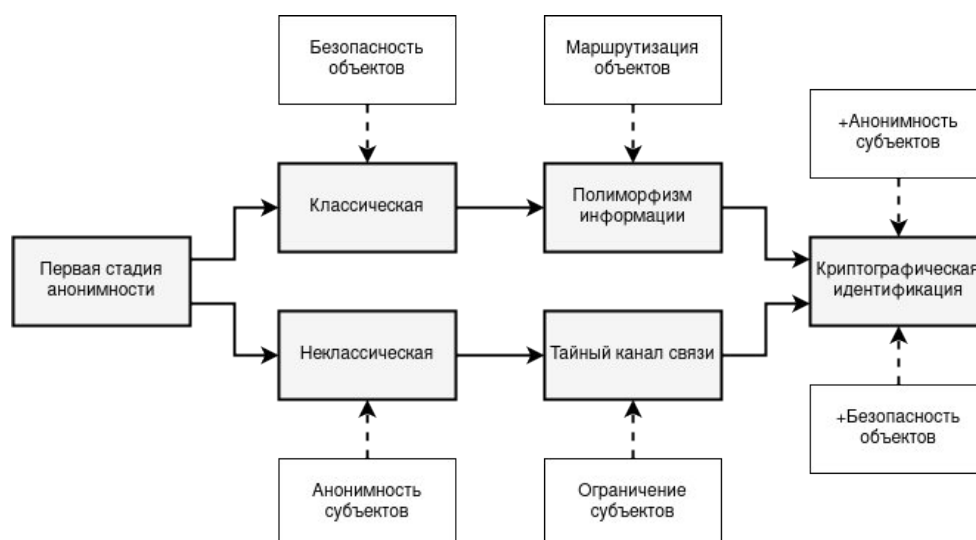 Безопасность
объектов
Маршрутизация
объектов
+Анонимность
субъектов
Классическая
Полиморфизм
информации
Первая стадия
анонимности
Криптографическая
идентификация
Неклассическая
Тайный канал связи
+Безопасность
объектов
Анонимность
субъектов
Ограничение
субъектов